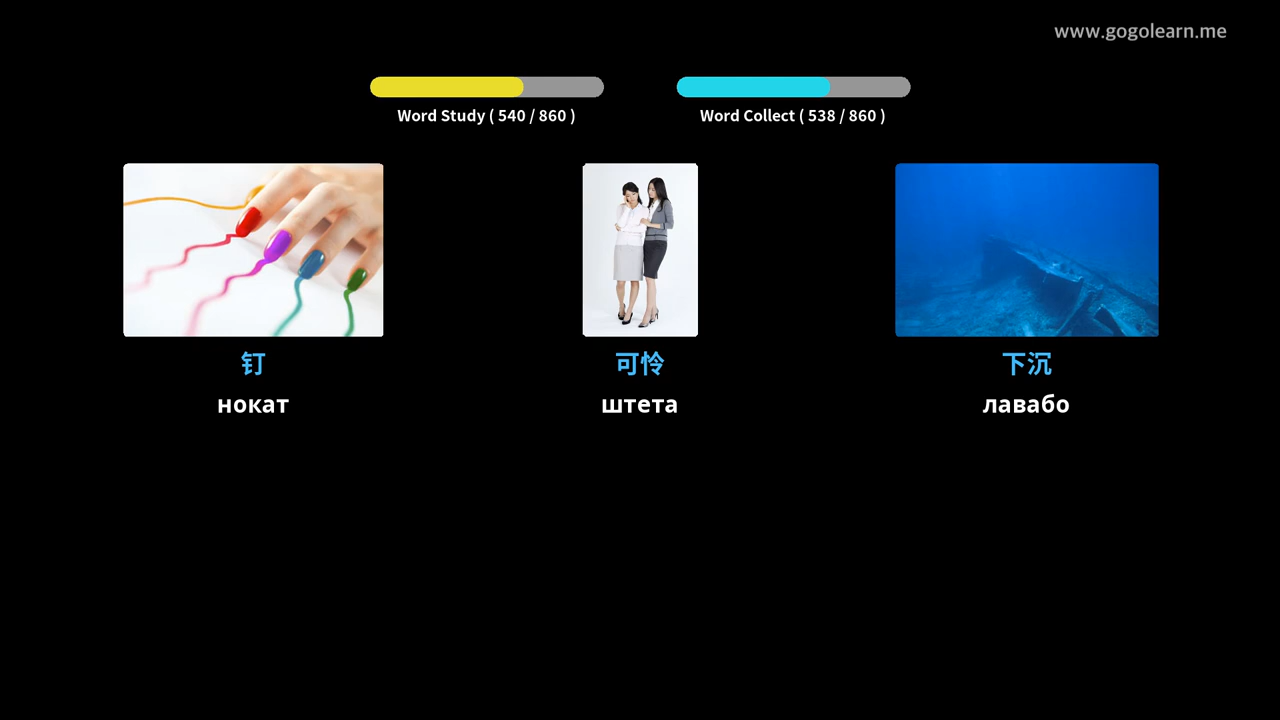 www.gogolearn.me
Word Study ( 540 / 860 )
Word Collect ( 538 / 860 )
钉
可怜
下沉
нокат
штета
лавабо